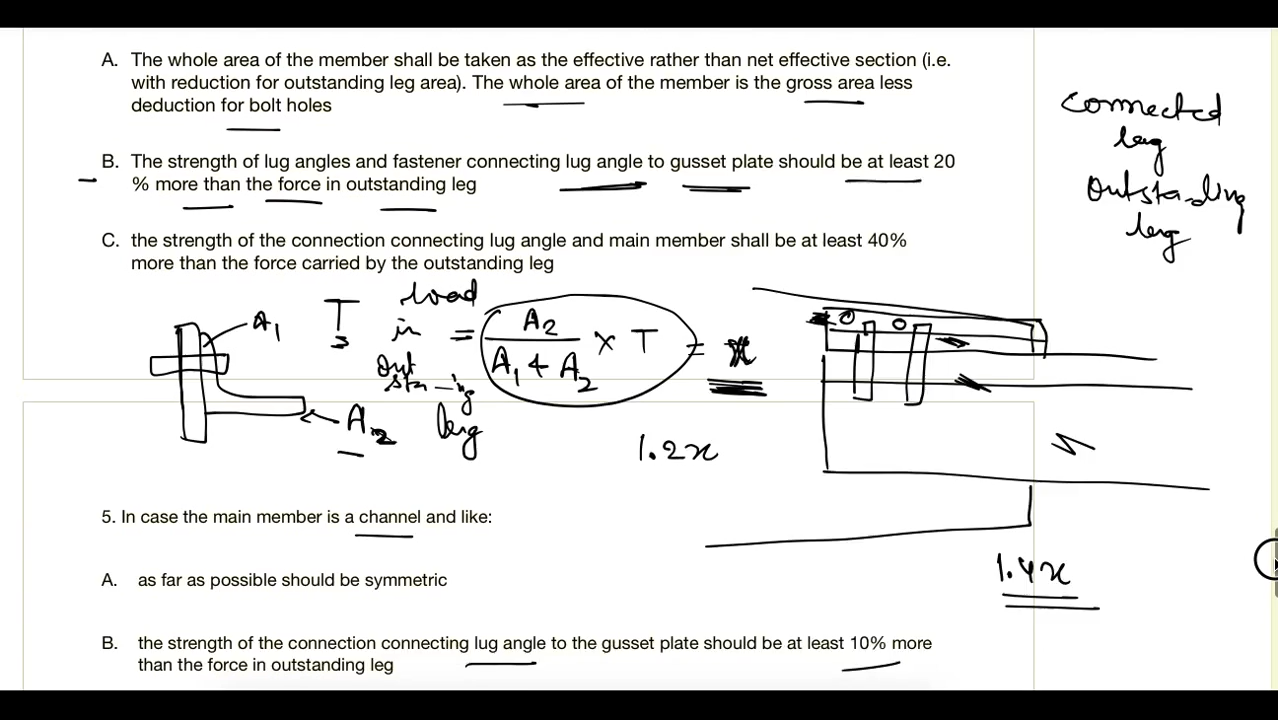 A. The whole area of the member shall be taken as the effective rather than net effective section (i.e.
with reduction for outstanding leg area). The whole area of the member is the gross area less
deduction for bolt holes
B. The strength of lug angles and fastener connecting lug angle to gusset plate should be at least 20
% more than the force in outstanding leg
C. the strength of the connection connecting lug angle and main member shall be at least 40%
more than the force carried by the outstanding leg
connected
leg
outstanding
leg
A1
T
load
in
out
sta-ing
leg
= A2
A1 + A2
x T = x
A2
1.2x
1.4x
5. In case the main member is a channel and like:
A. as far as possible should be symmetric
B. the strength of the connection connecting lug angle to the gusset plate should be at least 10% more
than the force in outstanding leg